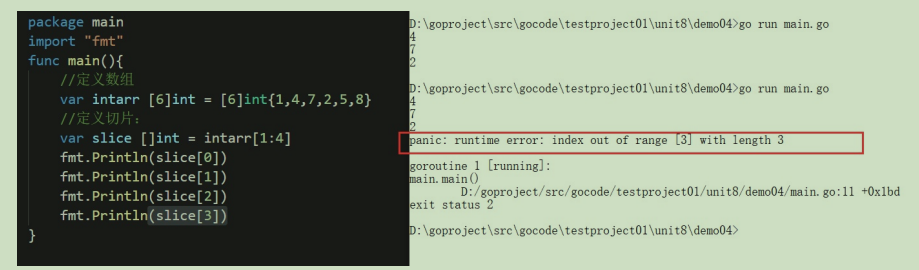 package main
import "fmt"
func main(){
    //定义数组
    var intarr [6]int = [6]int{1,4,7,2,5,8}
    //定义切片:
    var slice []int = intarr[1:4]
    fmt.Println(slice[0])
    fmt.Println(slice[1])
    fmt.Println(slice[2])
    fmt.Println(slice[3])
}
D:\goproject\src\gocode\testproject01\unit8\demo04>go run main.go
4
7
2
D:\goproject\src\gocode\testproject01\unit8\demo04>go run main.go
4
7
2
panic: runtime error: index out of range [3] with length 3
goroutine 1 [running]:
main.main()
        D:/goproject/src/gocode/testproject01/unit8/demo04/main.go:11 +0x1bd
exit status 2
D:\goproject\src\gocode\testproject01\unit8\demo04>